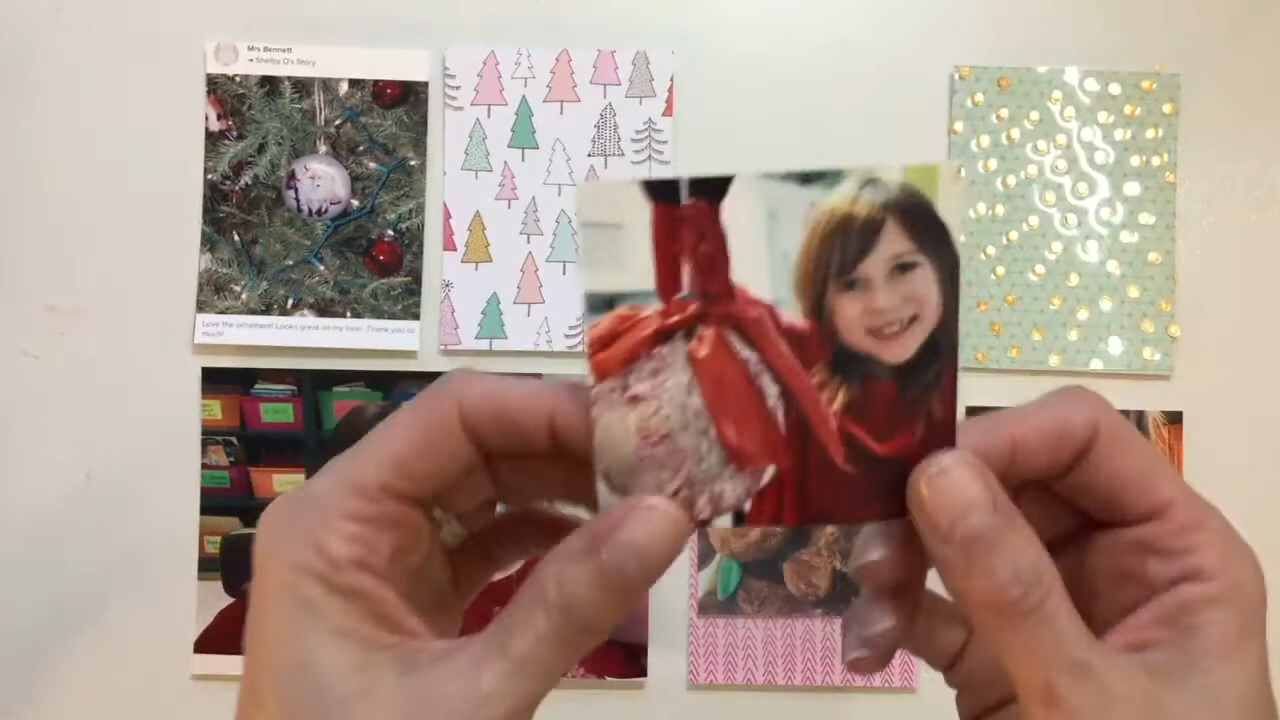 Mrs Bennett
→ Shelby D's Story
Love the ornament! Looks great on my tree! Thank you so
much!